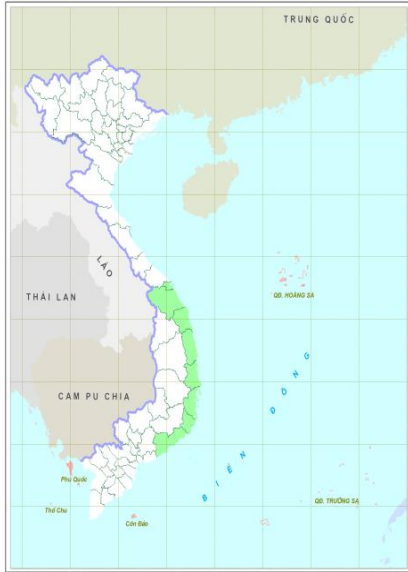 TRUNG QUỐC
LÀO
THÁI LAN
QĐ. HOÀNG SA
CAM PU CHIA
BIỂN ĐÔNG
Phú Quốc
Thổ Chu
Côn Đảo
QĐ. TRƯỜNG SA